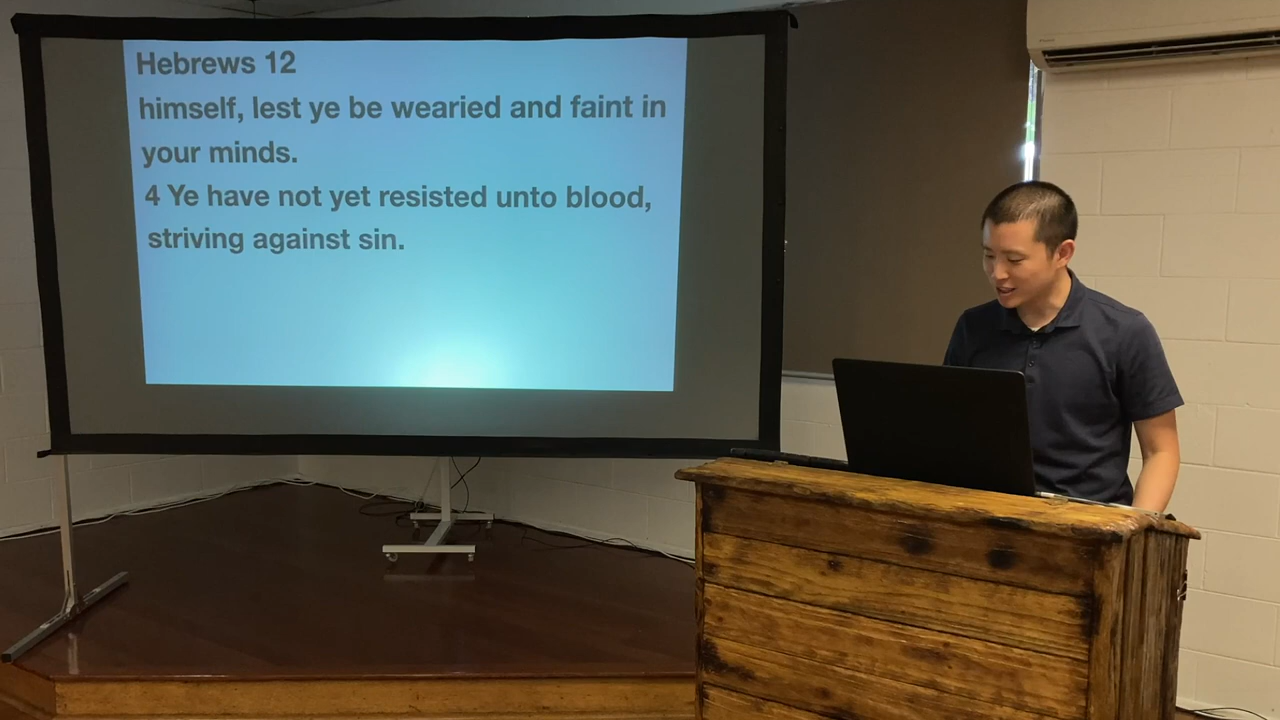 Hebrews 12
himself, lest ye be wearied and faint in
your minds.
4 Ye have not yet resisted unto blood,
striving against sin.